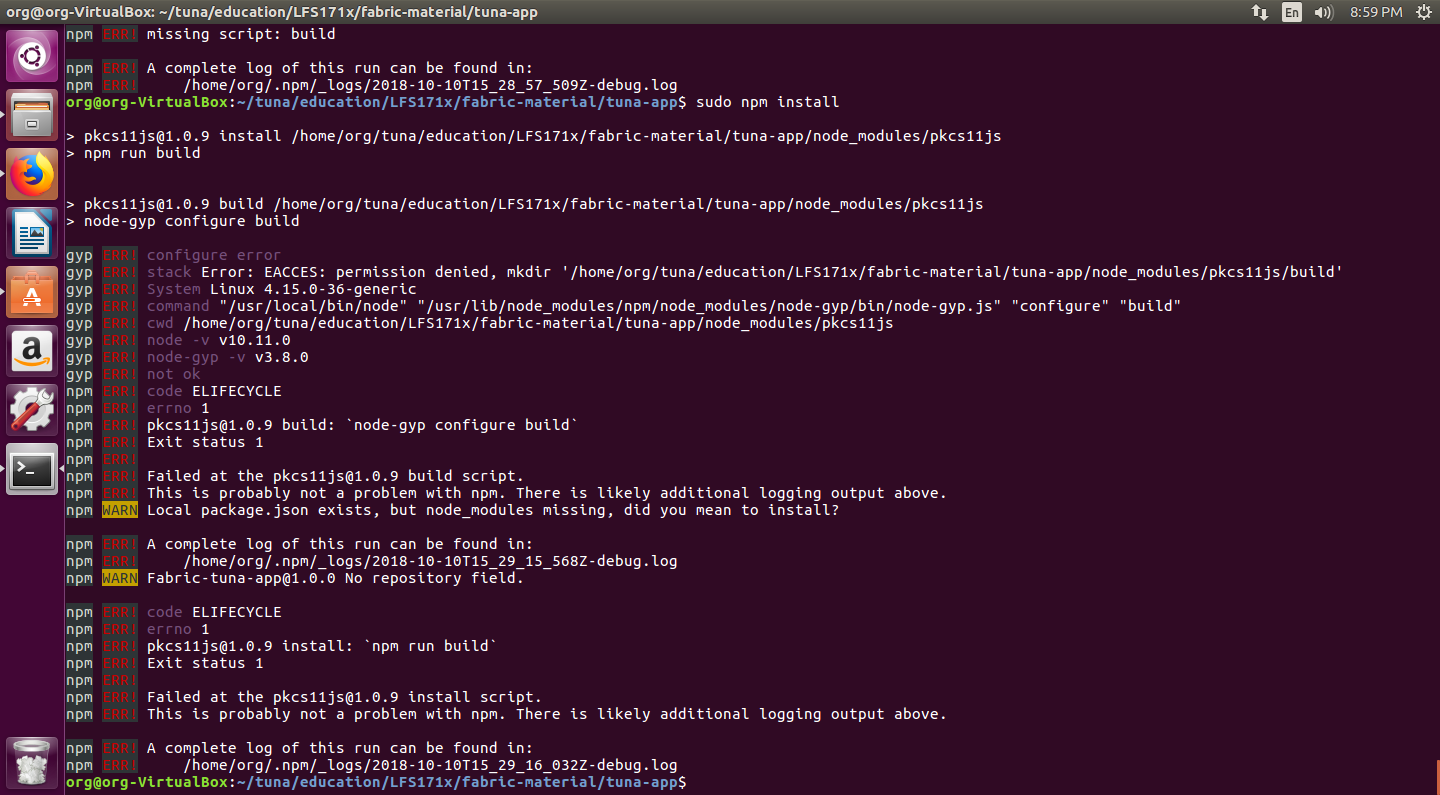 org@org-VirtualBox: ~/tuna/education/LFS171x/fabric-material/tuna-app
En
8:59 PM
npm ERR! missing script: build
npm ERR! A complete log of this run can be found in:
npm ERR!     /home/org/.npm/_logs/2018-10-10T15_28_57_509Z-debug.log
org@org-VirtualBox:~/tuna/education/LFS171x/fabric-material/tuna-app$ sudo npm install
> pkcs11js@1.0.9 install /home/org/tuna/education/LFS171x/fabric-material/tuna-app/node_modules/pkcs11js
> npm run build
> pkcs11js@1.0.9 build /home/org/tuna/education/LFS171x/fabric-material/tuna-app/node_modules/pkcs11js
> node-gyp configure build
gyp ERR! configure error
gyp ERR! stack Error: EACCES: permission denied, mkdir '/home/org/tuna/education/LFS171x/fabric-material/tuna-app/node_modules/pkcs11js/build'
gyp ERR! System Linux 4.15.0-36-generic
gyp ERR! command "/usr/local/bin/node" "/usr/lib/node_modules/npm/node_modules/node-gyp/bin/node-gyp.js" "configure" "build"
gyp ERR! cwd /home/org/tuna/education/LFS171x/fabric-material/tuna-app/node_modules/pkcs11js
gyp ERR! node -v v10.11.0
gyp ERR! node-gyp -v v3.8.0
gyp ERR! not ok
npm ERR! code ELIFECYCLE
npm ERR! errno 1
npm ERR! pkcs11js@1.0.9 build: `node-gyp configure build`
npm ERR! Exit status 1
npm ERR!
npm ERR! Failed at the pkcs11js@1.0.9 build script.
npm ERR! This is probably not a problem with npm. There is likely additional logging output above.
npm WARN Local package.json exists, but node_modules missing, did you mean to install?
npm ERR! A complete log of this run can be found in:
npm ERR!     /home/org/.npm/_logs/2018-10-10T15_29_15_568Z-debug.log
npm WARN Fabric-tuna-app@1.0.0 No repository field.
npm ERR! code ELIFECYCLE
npm ERR! errno 1
npm ERR! pkcs11js@1.0.9 install: `npm run build`
npm ERR! Exit status 1
npm ERR!
npm ERR! Failed at the pkcs11js@1.0.9 install script.
npm ERR! This is probably not a problem with npm. There is likely additional logging output above.
npm ERR! A complete log of this run can be found in:
npm ERR!     /home/org/.npm/_logs/2018-10-10T15_29_16_032Z-debug.log
org@org-VirtualBox:~/tuna/education/LFS171x/fabric-material/tuna-app$